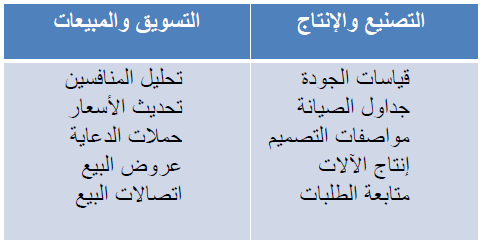 التصنيع والإنتاج
قياسات الجودة
جداول الصيانة
مواصفات التصميم
إنتاج الآلات
متابعة الطلبات
التسويق والمبيعات
تحليل المنافسين
تحديث الأسعار
حملات الدعاية
عروض البيع
اتصالات البيع